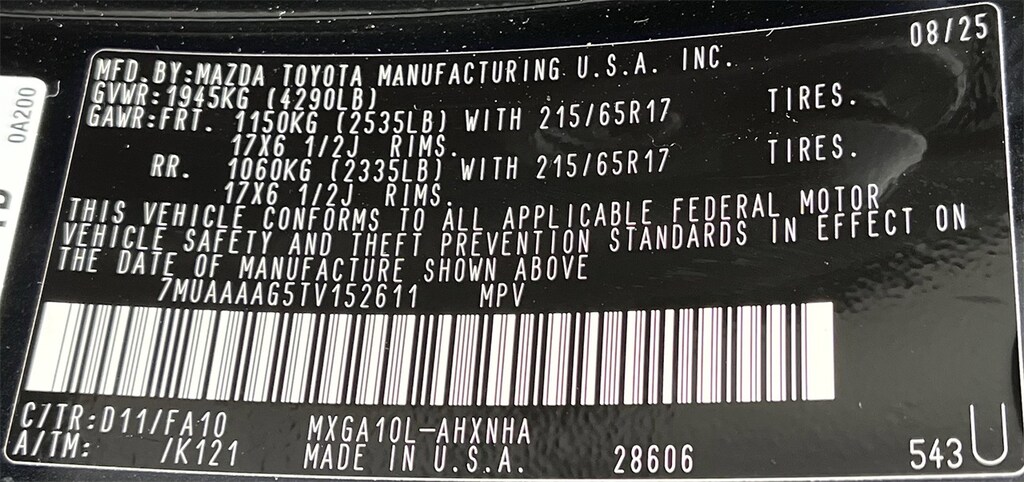 08/25
MFD.BY:MAZDA TOYOTA MANUFACTURING U.S.A. INC.
GVWR:1945KG (4290LB)
GAWR:FRT. 1150KG (2535LB) WITH 215/65R17 TIRES.
17X6 1/2J RIMS.
RR. 1060KG (2335LB) WITH 215/65R17 TIRES.
17X6 1/2J RIMS.
THIS VEHICLE CONFORMS TO ALL APPLICABLE FEDERAL MOTOR
VEHICLE SAFETY AND THEFT PREVENTION STANDARDS IN EFFECT ON
THE DATE OF MANUFACTURE SHOWN ABOVE
7MUAAAAG5TV152611 MPV
C/TR:D11/FA10 MXGA10L-AHXNHA
A/TM: /K121 MADE IN U.S.A. 28606 543 U
0A200